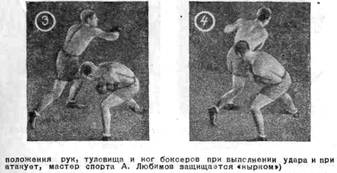 3
4
положения рук, туловища и ног боксеров при выполнении удара и при
атакует, мастер спорта А. Любимов защищается «нырком»)